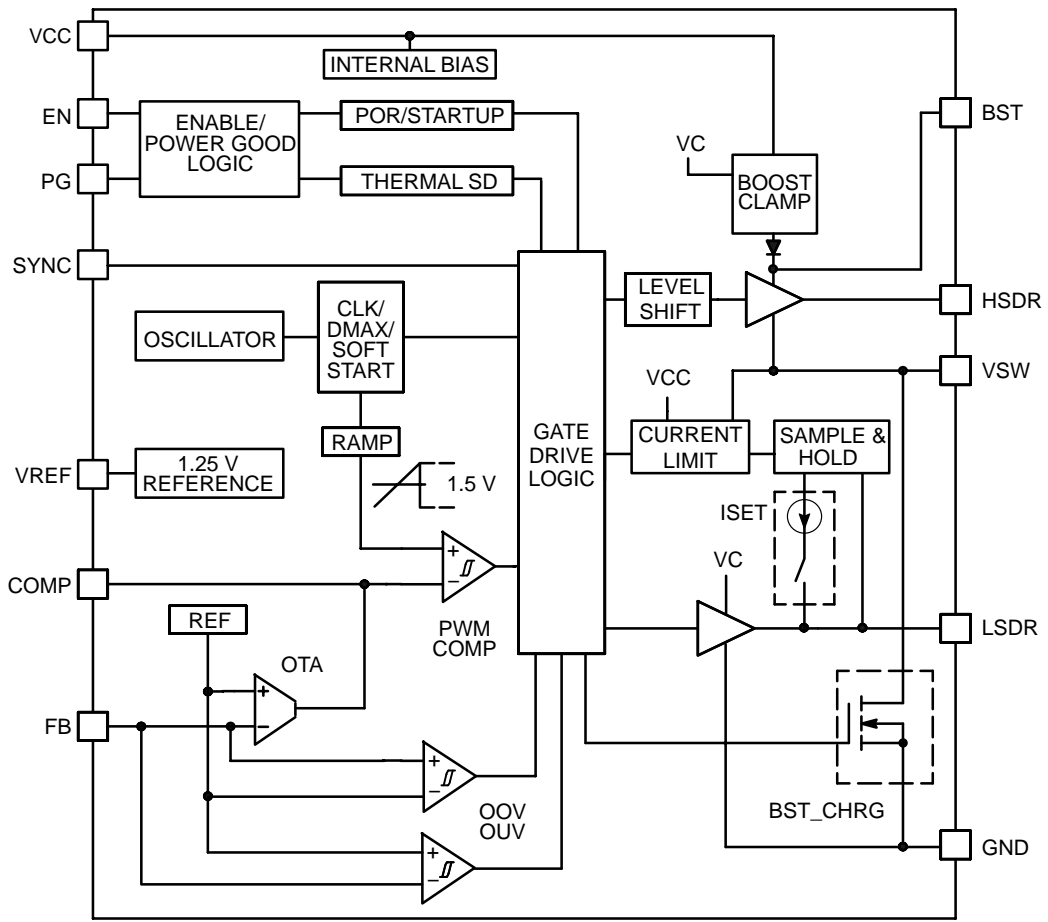 VCC
INTERNAL BIAS
EN
ENABLE/
POWER GOOD
LOGIC
POR/STARTUP
BST
PG
THERMAL SD
VC
BOOST
CLAMP
SYNC
LEVEL
SHIFT
HSDR
OSCILLATOR
CLK/
DMAX/
SOFT
START
VSW
VCC
RAMP
GATE
DRIVE
LOGIC
CURRENT
LIMIT
SAMPLE &
HOLD
VREF
1.25 V
REFERENCE
1.5 V
ISET
+
−
COMP
VC
REF
PWM
COMP
LSDR
OTA
+
−
FB
+
−
OOV
OUV
BST_CHRG
+
−
GND